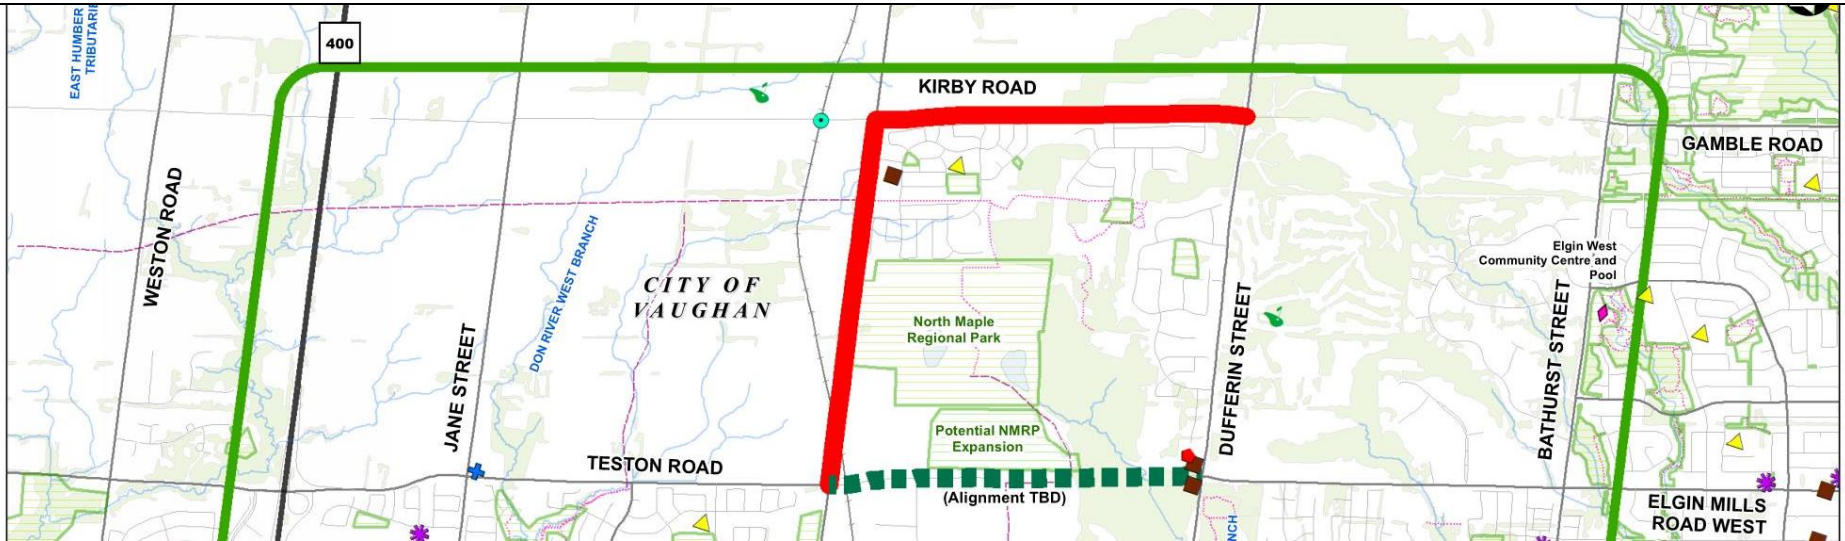 EAST HUMBER
TRIBUTARIE
400
KIRBY ROAD
GAMBLE ROAD
WESTON ROAD
DON RIVER WEST BRANCH
CITY OF
VAUGHAN
Elgin West
Community Centre and
Pool
North Maple
Regional Park
JANE STREET
DUFFERIN STREET
BATHURST STREET
Potential NMRP
Expansion
TESTON ROAD
(Alignment TBD)
ELGIN MILLS
ROAD WEST
NCH